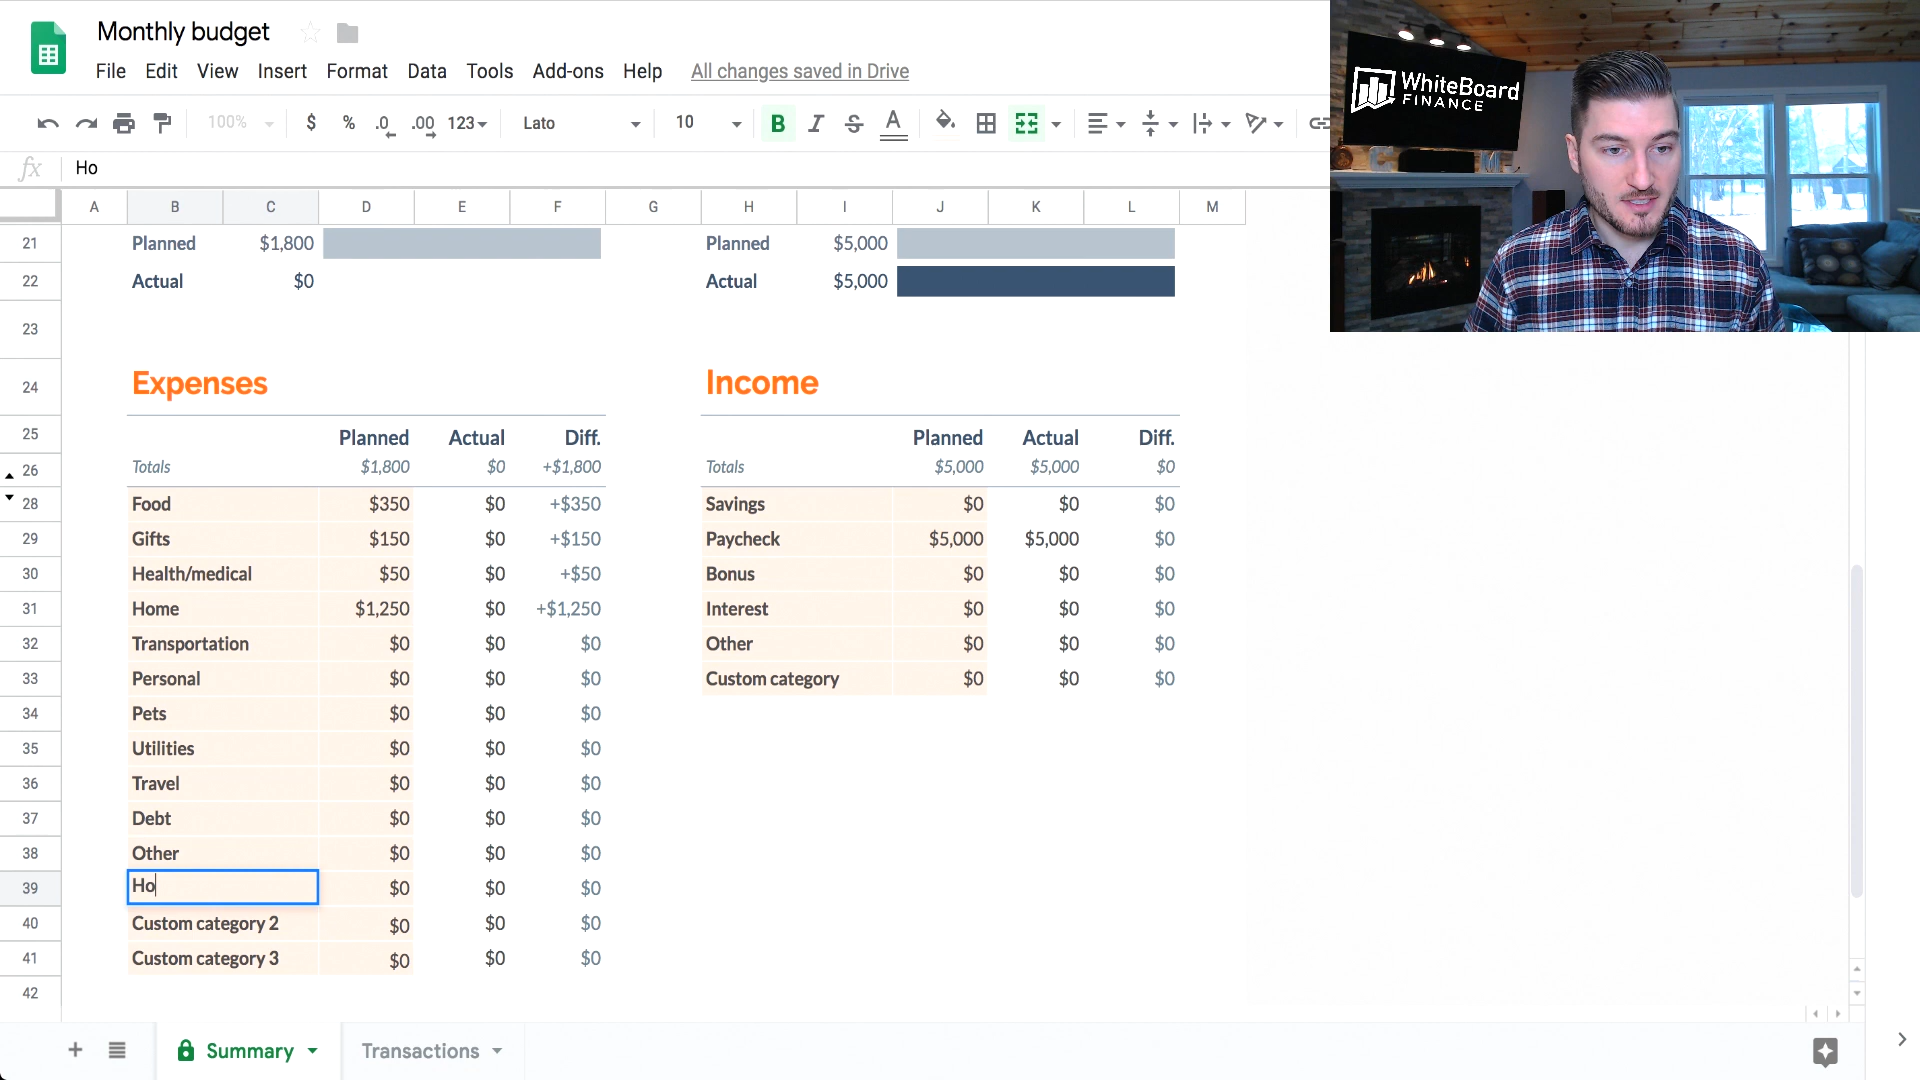 Monthly budget
File Edit View Insert Format Data Tools Add-ons Help All changes saved in Drive
100% $ % .0 .00 123 Lato 10 B I S A
fx Ho
A B C D E F G H I J K L M
21 Planned $1,800 Planned $5,000
22 Actual $0 Actual $5,000
23
24 Expenses Income
25 Planned Actual Diff. Planned Actual Diff.
26 Totals $1,800 $0 +$1,800 Totals $5,000 $5,000 $0
28 Food $350 $0 +$350 Savings $0 $0 $0
29 Gifts $150 $0 +$150 Paycheck $5,000 $5,000 $0
30 Health/medical $50 $0 +$50 Bonus $0 $0 $0
31 Home $1,250 $0 +$1,250 Interest $0 $0 $0
32 Transportation $0 $0 $0 Other $0 $0 $0
33 Personal $0 $0 $0 Custom category $0 $0 $0
34 Pets $0 $0 $0
35 Utilities $0 $0 $0
36 Travel $0 $0 $0
37 Debt $0 $0 $0
38 Other $0 $0 $0
39 Ho $0 $0 $0
40 Custom category 2 $0 $0 $0
41 Custom category 3 $0 $0 $0
42
Summary Transactions
WhiteBoard
FINANCE